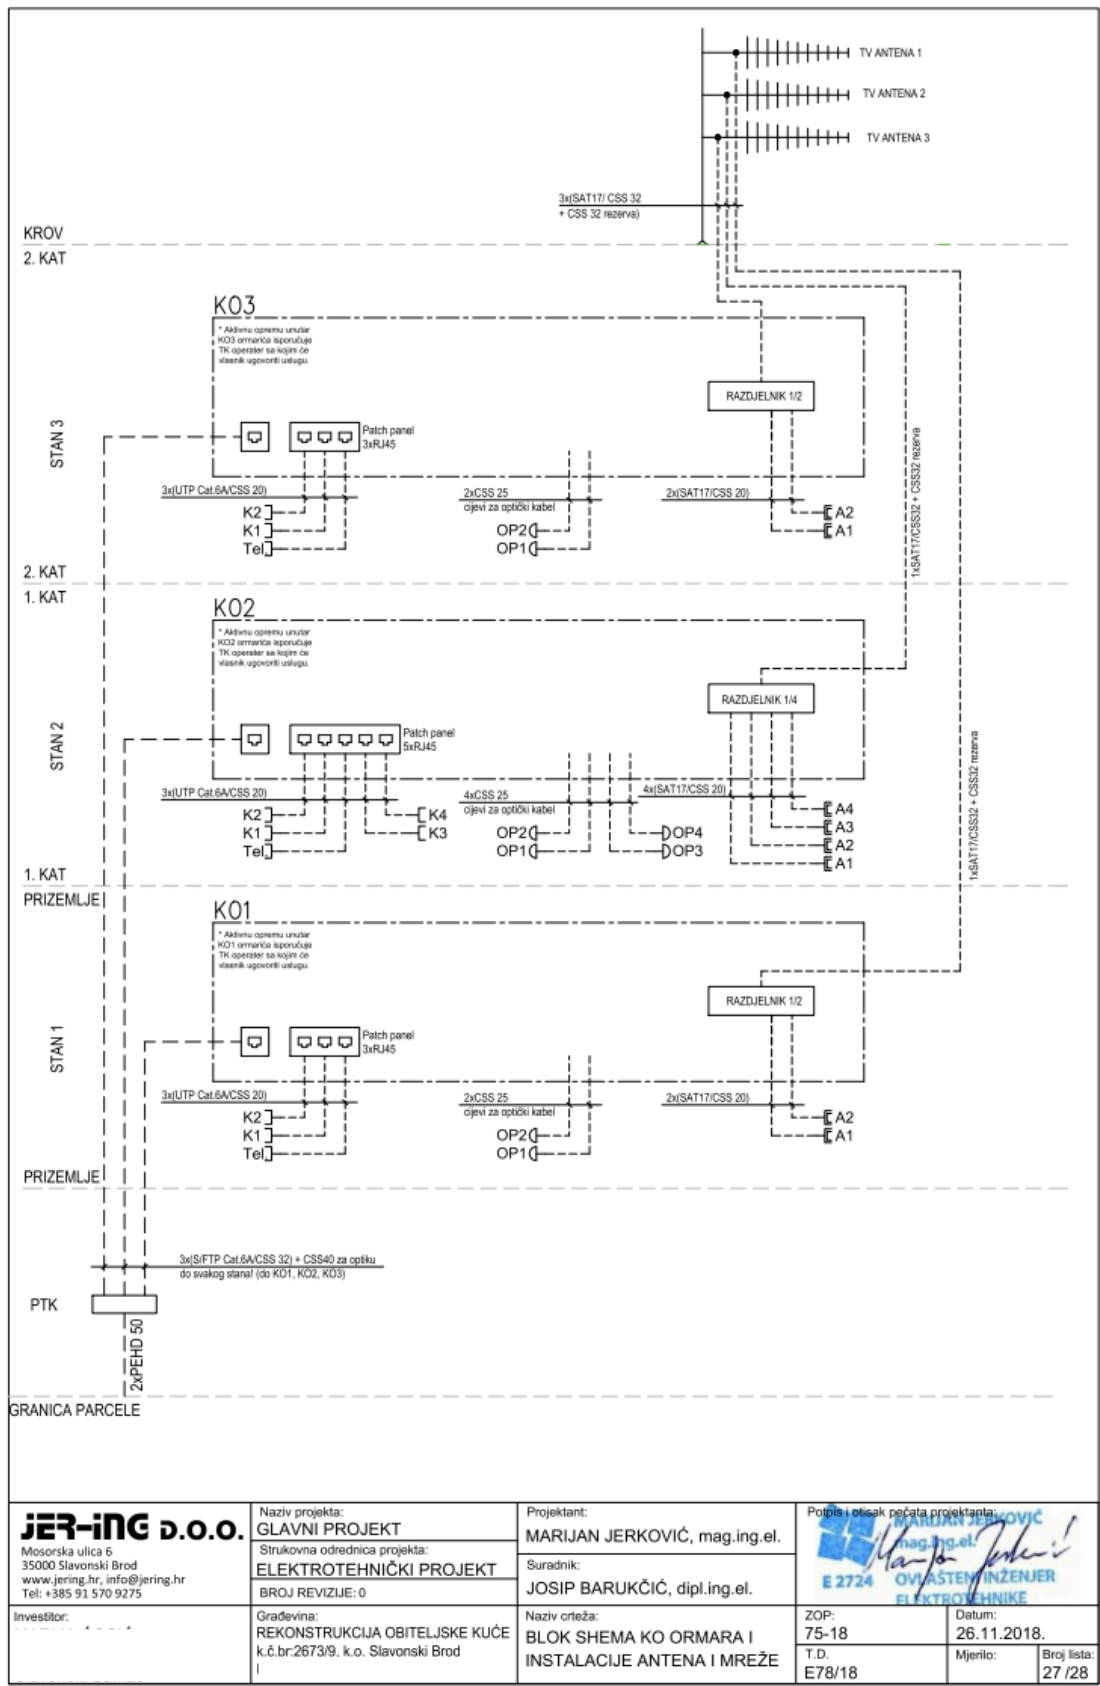 TV ANTENA 1
TV ANTENA 2
TV ANTENA 3
3x(SAT17/ CSS 32
+ CSS 32 rezerva)
KROV
2. KAT
KO3
* Aktivnu opremu unutar
KO3 ormarića isporučuje
TK operater sa kojim će
vlasnik ugovoriti uslugu.
RAZDJELNIK 1/2
STAN 3
Patch panel
3xRJ45
3x(UTP Cat.6A/CSS 20)
2xCSS 25
cijevi za optički kabel
2x(SAT17/CSS 20)
K2
K1
Tel.
OP2
OP1
A2
A1
1xSAT17/CSS32 + CSS32 rezerva
2. KAT
1. KAT
KO2
* Aktivnu opremu unutar
KO2 ormarića isporučuje
TK operater sa kojim će
vlasnik ugovoriti uslugu.
RAZDJELNIK 1/4
STAN 2
Patch panel
5xRJ45
3x(UTP Cat.6A/CSS 20)
4xCSS 25
cijevi za optički kabel
4x(SAT17/CSS 20)
K2
K1
Tel.
K4
K3
OP2
OP1
OP4
OP3
A4
A3
A2
A1
1xSAT17/CSS32 + CSS32 rezerva
1. KAT
PRIZEMLJE
KO1
* Aktivnu opremu unutar
KO1 ormarića isporučuje
TK operater sa kojim će
vlasnik ugovoriti uslugu.
RAZDJELNIK 1/2
STAN 1
Patch panel
3xRJ45
3x(UTP Cat.6A/CSS 20)
2xCSS 25
cijevi za optički kabel
2x(SAT17/CSS 20)
K2
K1
Tel.
OP2
OP1
A2
A1
PRIZEMLJE
3x(S/FTP Cat.6A/CSS 32) + CSS40 za optiku
do svakog stana! (do KO1, KO2, KO3)
PTK
2xPEHD 50
GRANICA PARCELE
JER-ING D.O.O.
Mosorska ulica 6
35000 Slavonski Brod
www.jering.hr, info@jering.hr
Tel: +385 91 570 9275
Investitor:
Naziv projekta:
GLAVNI PROJEKT
Strukovna odrednica projekta:
ELEKTROTEHNIČKI PROJEKT
BROJ REVIZIJE: 0
Građevina:
REKONSTRUKCIJA OBITELJSKE KUĆE
k.č.br:2673/9, k.o. Slavonski Brod
Projektant:
MARIJAN JERKOVIĆ, mag.ing.el.
Suradnik:
JOSIP BARUKČIĆ, dipl.ing.el.
Naziv crteža:
BLOK SHEMA KO ORMARA I
INSTALACIJE ANTENA I MREŽE
Potpis i otisak pečata projektanta:
MARIJAN JERKOVIĆ
mag.ing.el.
E 2724 OVLAŠTENI INŽENJER
ELEKTROTEHNIKE
ZOP:
75-18
Datum:
26.11.2018.
T.D.
E78/18
Mjerilo:
Broj lista:
27 /28